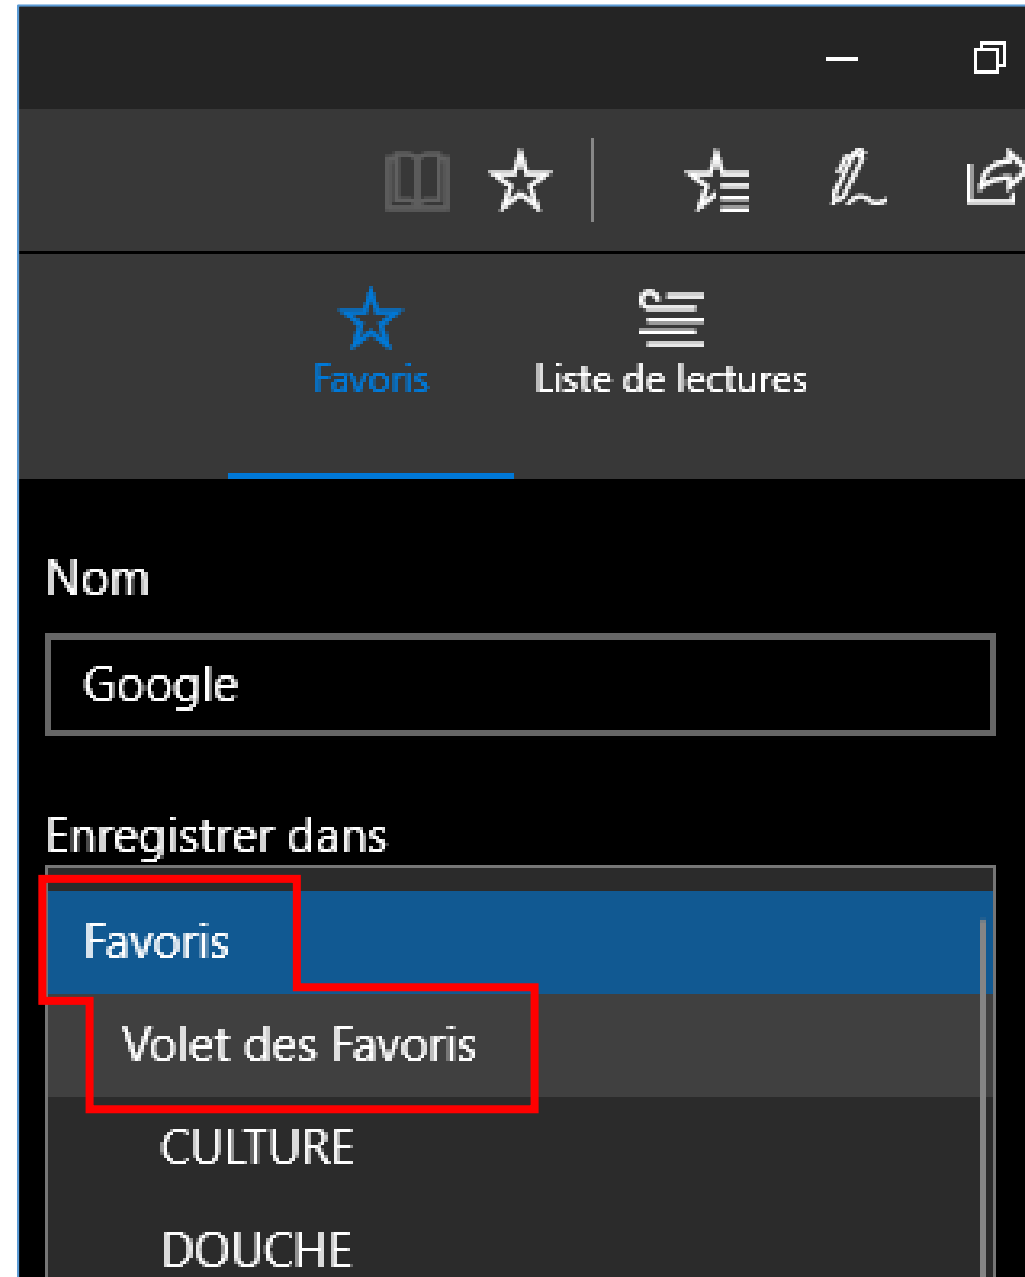 Favoris
Liste de lectures
Nom
Google
Enregistrer dans
Favoris
Volet des Favoris
CULTURE
DOUCHE